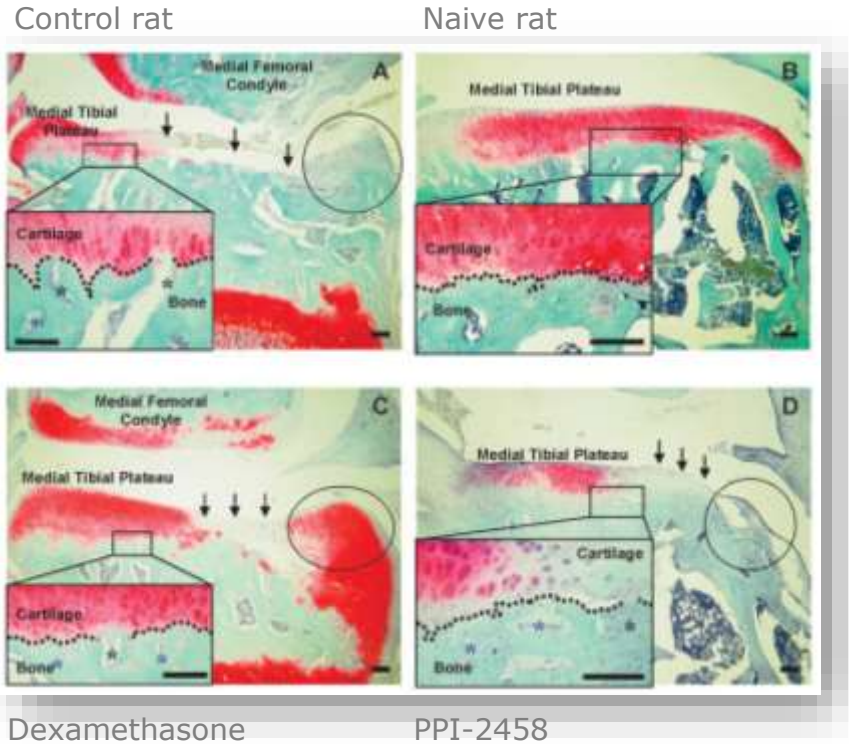 Control rat
Naive rat
Medial Femoral
Condyle
A
Medial Tibial
Plateau
Cartilage
*
*
*
Bone
B
Medial Tibial Plateau
Cartilage
Bone
*
Medial Femoral
Condyle
C
Medial Tibial Plateau
Cartilage
Bone*
*
*
D
Medial Tibial Plateau
Cartilage
*
*
*
Bone
Dexamethasone
PPI-2458